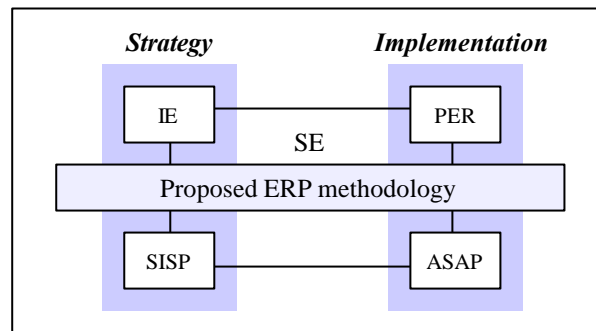 Strategy Implementation
IE PER
SE
Proposed ERP methodology
SISP ASAP